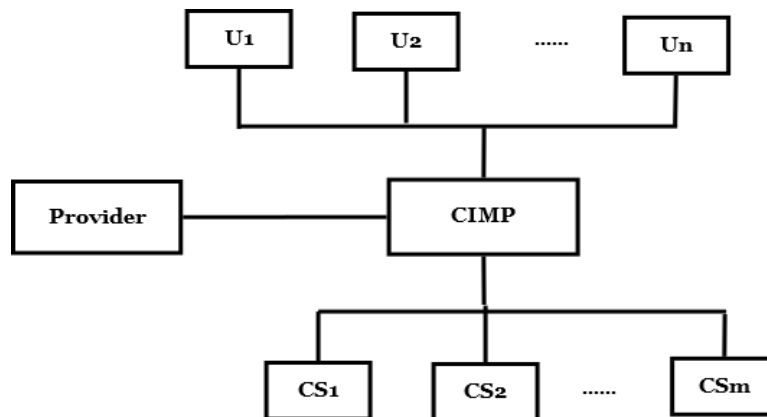 U1 U2 ...... Un
Provider CIMP
CS1 CS2 ...... CSm